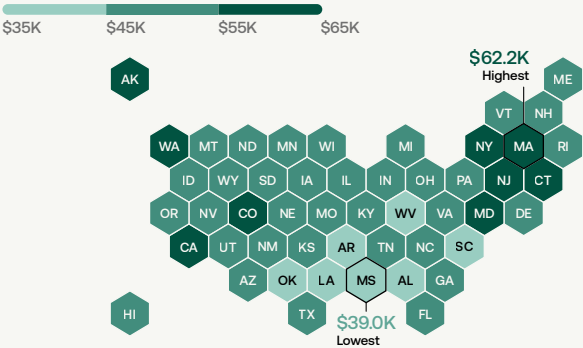 $35K $45K $55K $65K
$62.2K
Highest
AK ME
VT NH
WA MT ND MN WI MI NY MA RI
ID WY SD IA IL IN OH PA NJ CT
OR NV CO NE MO KY WV VA MD DE
CA UT NM KS AR TN NC SC
AZ OK LA MS AL GA
HI TX FL
$39.0K
Lowest